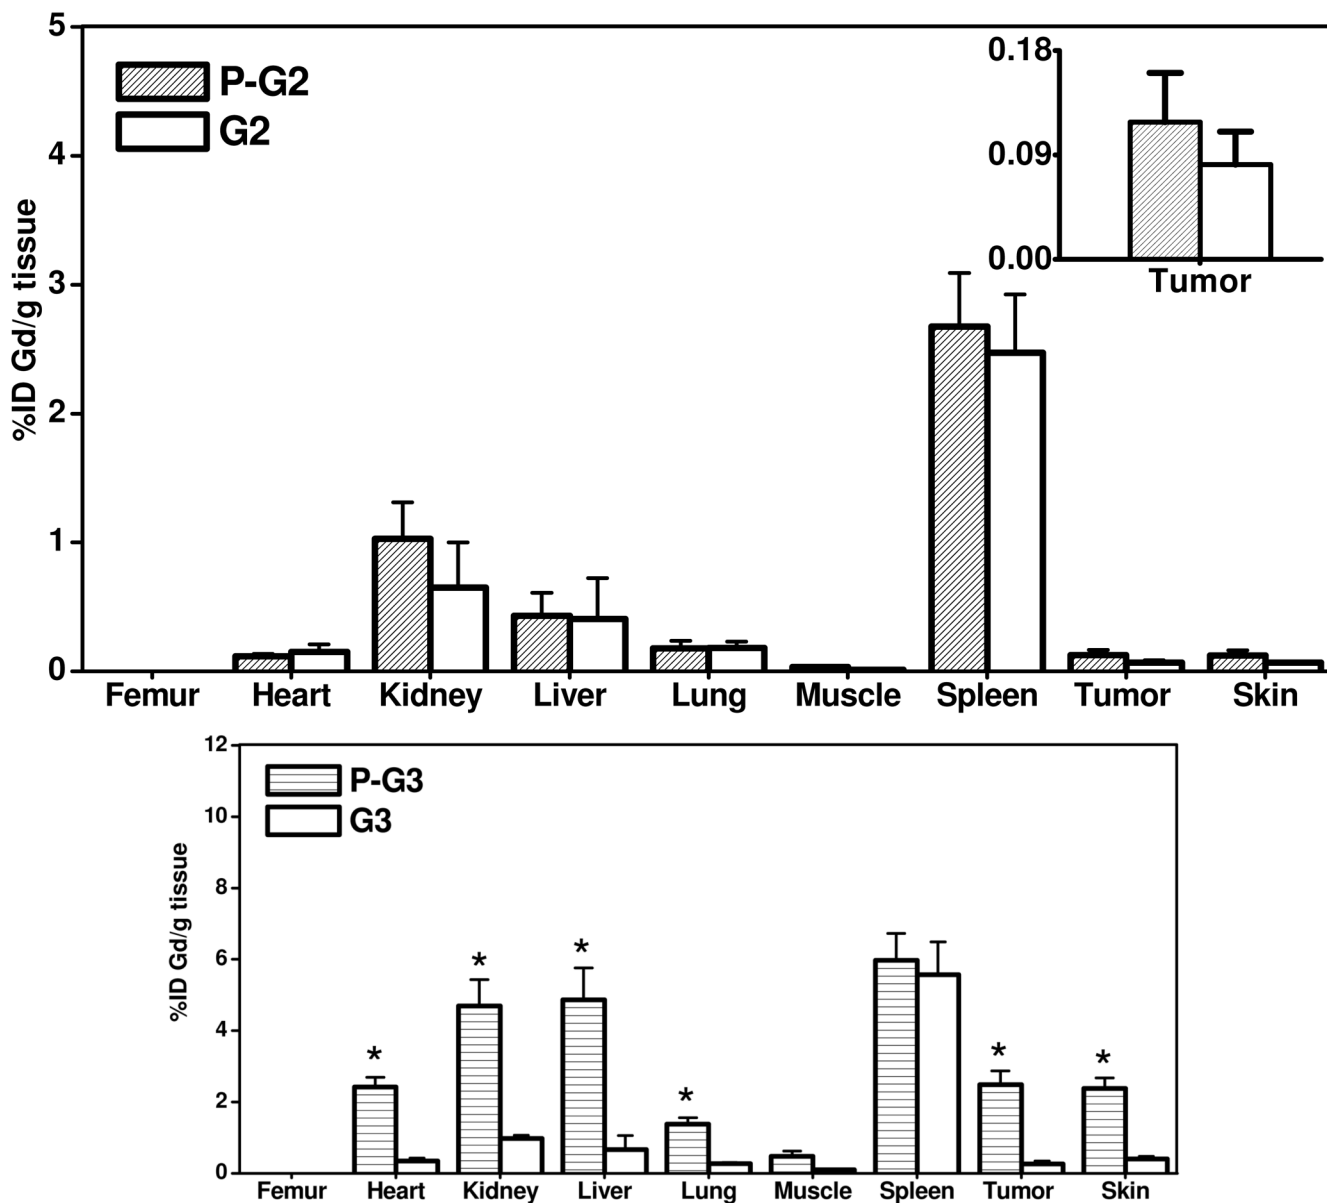 5
4
3
2
1
0
%ID Gd/g tissue
P-G2
G2
0.18
0.09
0.00
Tumor
Femur Heart Kidney Liver Lung Muscle Spleen Tumor Skin
12
10
8
6
4
2
0
%ID Gd/g tissue
P-G3
G3
* * * * * *
Femur Heart Kidney Liver Lung Muscle Spleen Tumor Skin